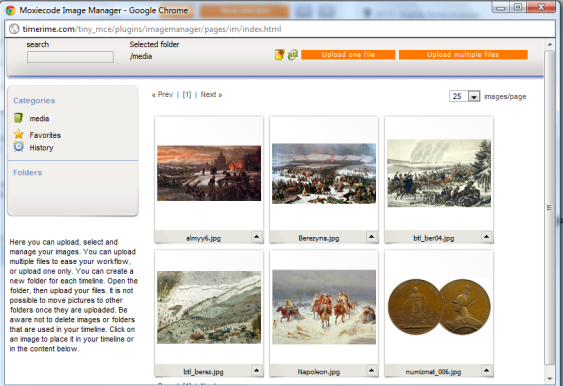 Moxiecode Image Manager - Google Chrome
timerime.com/tiny_mce/plugins/imagemanager/pages/im/index.html
search
Selected folder
/media
Upload one file
Upload multiple files
« Prev | [1] | Next »
25 images/page
Categories
media
Favorites
History
Folders
Here you can upload, select and
manage your images. You can upload
multiple files to ease your workflow,
or upload one only. You can create a
new folder for each timeline. Open the
folder, then upload your files. It is not
possible to move pictures to other
folders once they are uploaded. Be
aware not to delete images or folders
that are used in your timeline. Click on
an image to place it in your timeline or
in the content below.
almyy6.jpg
Berezyna.jpg
btl_ber04.jpg
btl_berez.jpg
Napoleon.jpg
numizmat_006.jpg